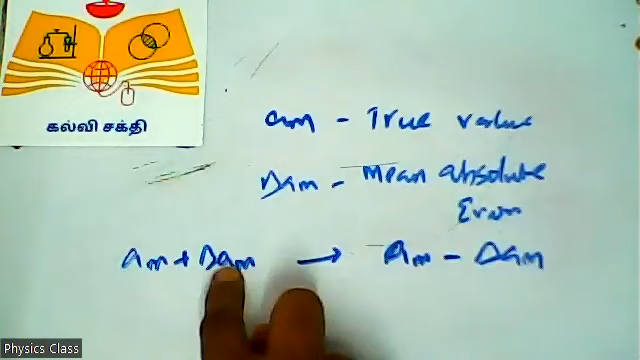 கல்வி சக்தி
am - True value
Δam - Mean absolute
Error
am + Δam → am - Δam
Physics Class